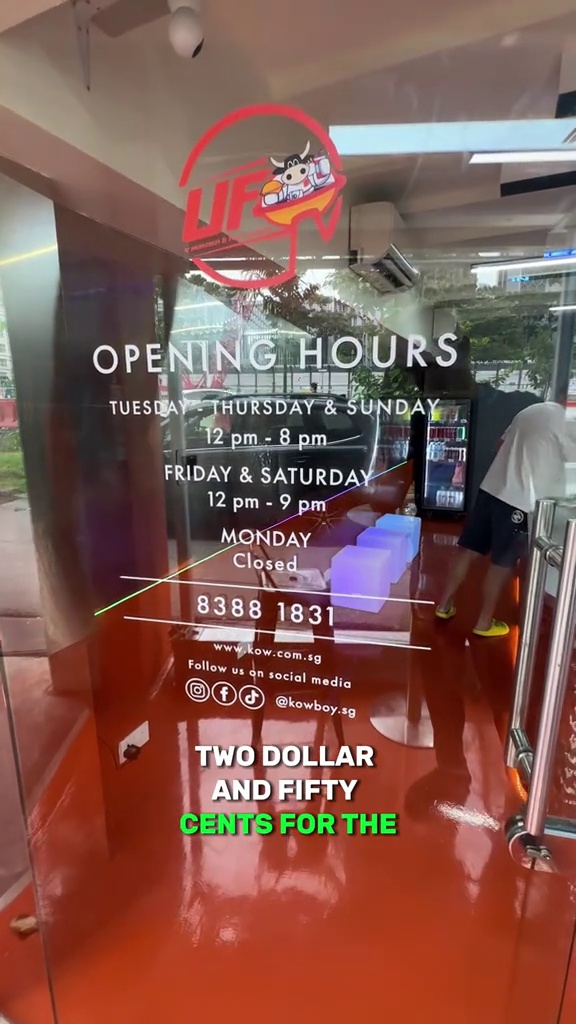 UF
OPENING HOURS
TUESDAY - THURSDAY & SUNDAY
12 pm - 8 pm
FRIDAY & SATURDAY
12 pm - 9 pm
MONDAY
Closed
8388 1831
www.kow.com.sg
Follow us on social media
@kowboy.sg
TWO DOLLAR
AND FIFTY
CENTS FOR THE